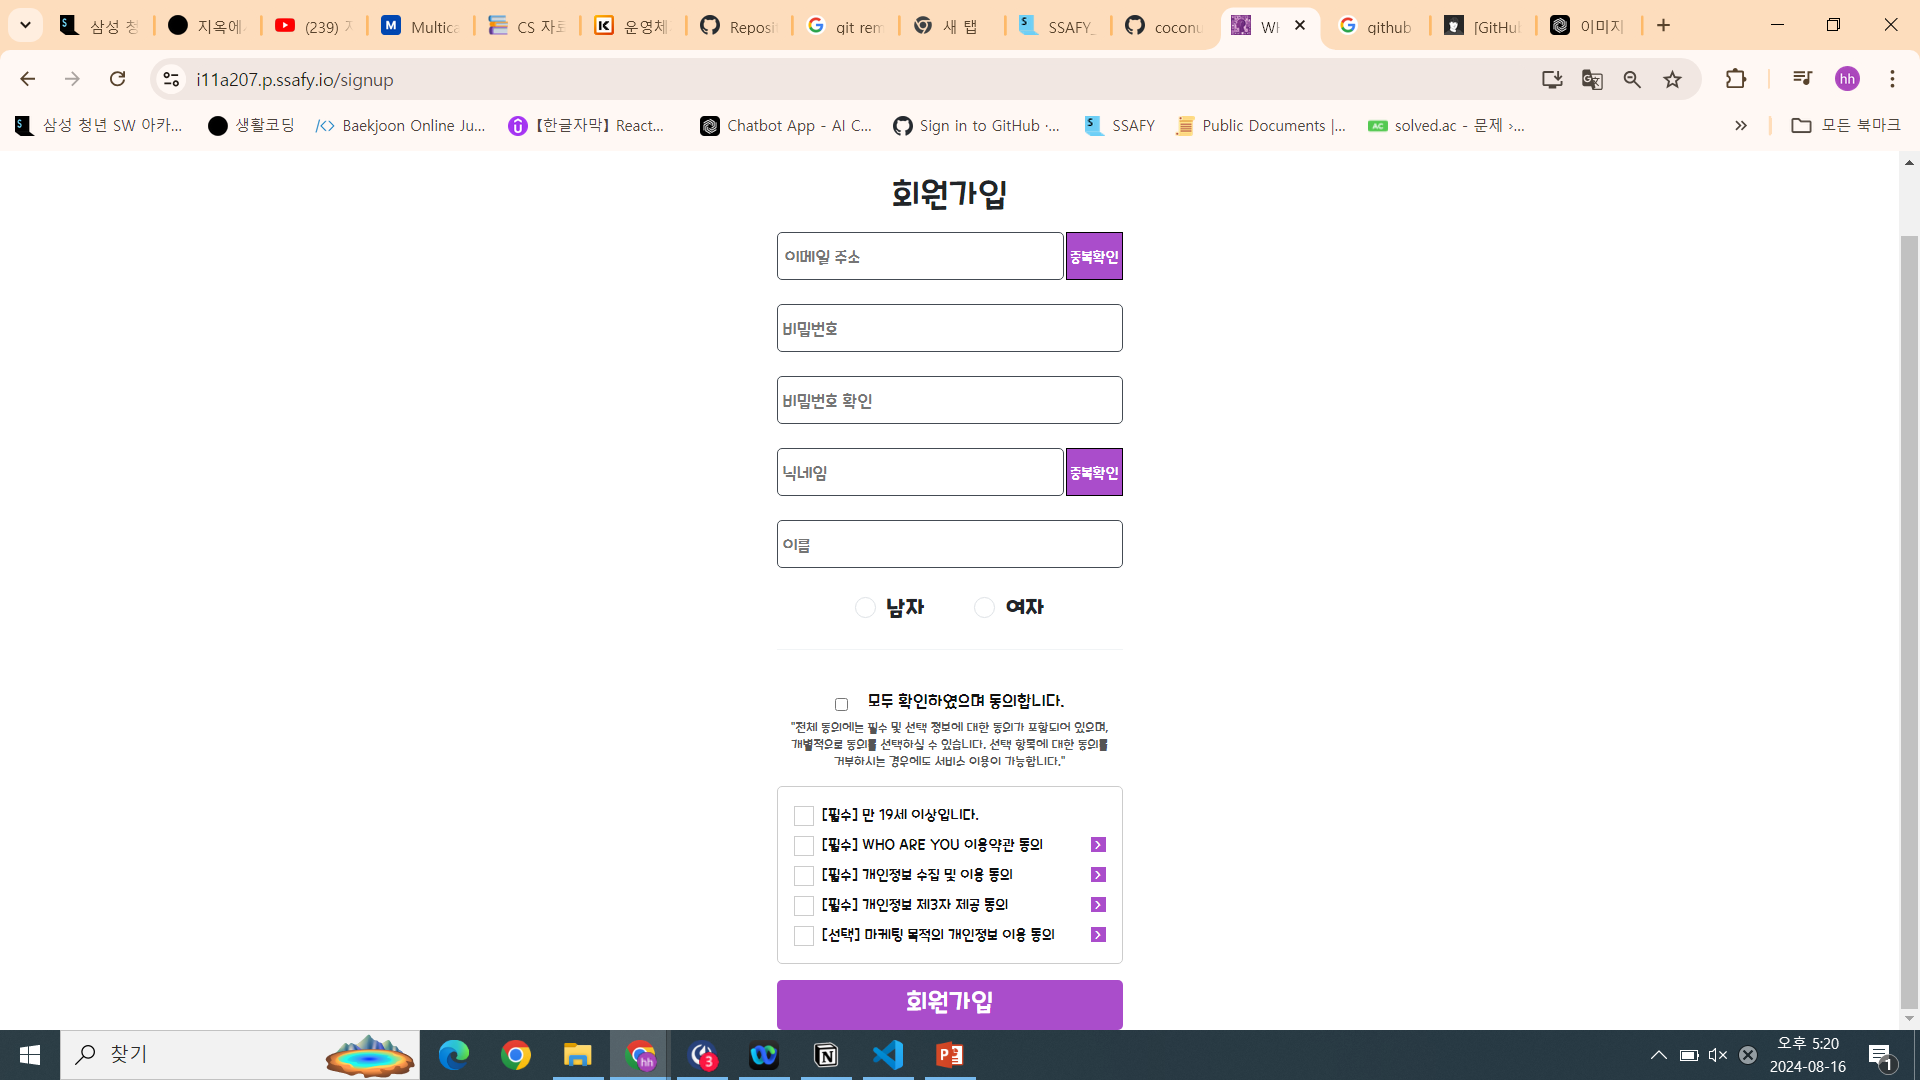 삼성 청
지옥에서
(239) 지
Multica
CS 자료
운영체
Reposit
git rem
새 탭
SSAFY_
coconu
Wh
github
[GitHub
이미지
i11a207.p.ssafy.io/signup
hh
삼성 청년 SW 아카...
생활코딩
Baekjoon Online Ju...
【한글자막】 React...
Chatbot App - AI C...
Sign in to GitHub ·...
SSAFY
Public Documents |...
solved.ac - 문제 ›...
모든 북마크
회원가입
이메일 주소
중복확인
비밀번호
비밀번호 확인
닉네임
중복확인
이름
남자
여자
모두 확인하였으며 동의합니다.
"전체 동의에는 필수 및 선택 정보에 대한 동의가 포함되어 있으며,
개별적으로 동의를 선택하실 수 있습니다. 선택 항목에 대한 동의를
거부하시는 경우에도 서비스 이용이 가능합니다."
[필수] 만 19세 이상입니다.
[필수] WHO ARE YOU 이용약관 동의
[필수] 개인정보 수집 및 이용 동의
[필수] 개인정보 제3자 제공 동의
[선택] 마케팅 목적의 개인정보 이용 동의
회원가입
찾기
hh
3
오후 5:20
2024-08-16
1